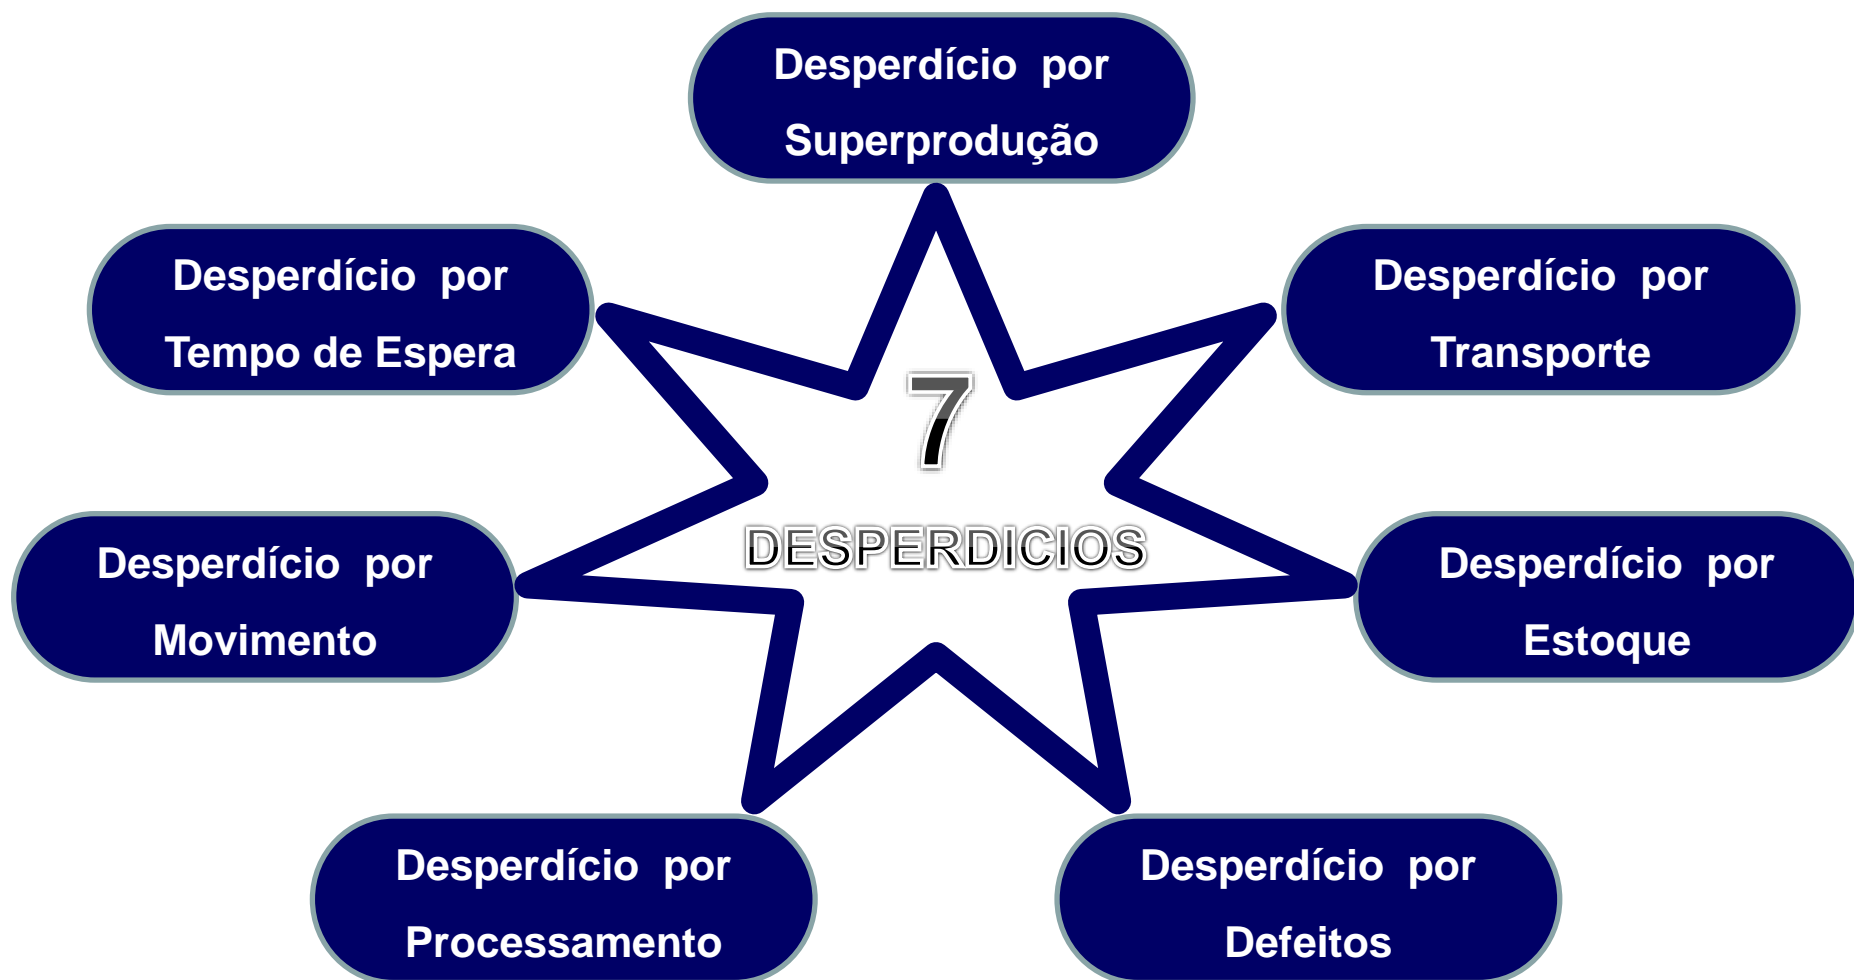 Desperdício por
Superprodução
Desperdício por
Tempo de Espera
Desperdício por
Transporte
7
DESPERDICIOS
Desperdício por
Movimento
Desperdício por
Estoque
Desperdício por
Processamento
Desperdício por
Defeitos